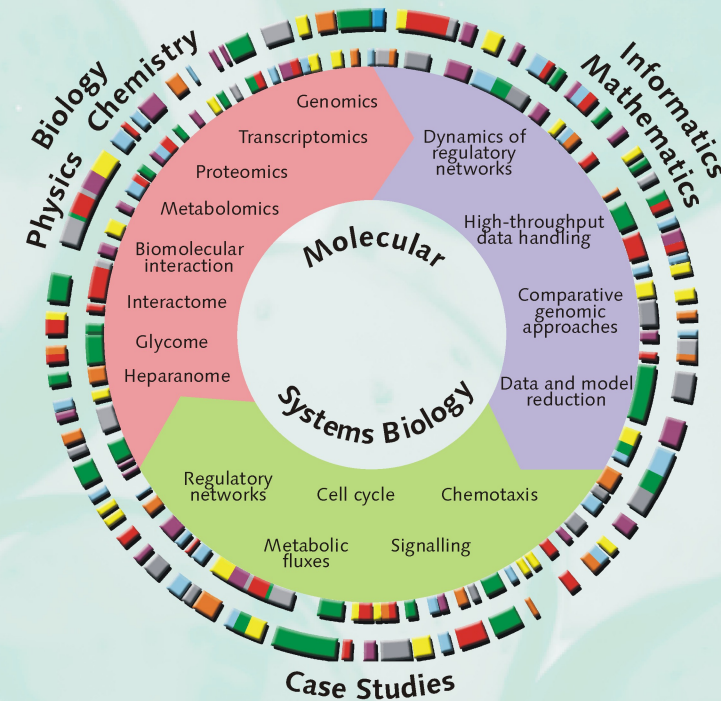 Biology
Chemistry
Physics
Informatics
Mathematics
Genomics
Transcriptomics
Proteomics
Metabolomics
Biomolecular
interaction
Interactome
Glycome
Heparanome
Dynamics of
regulatory
networks
High-throughput
data handling
Comparative
genomic
approaches
Data and model
reduction
Molecular
Systems Biology
Regulatory
networks
Cell cycle
Chemotaxis
Metabolic
fluxes
Signalling
Case Studies